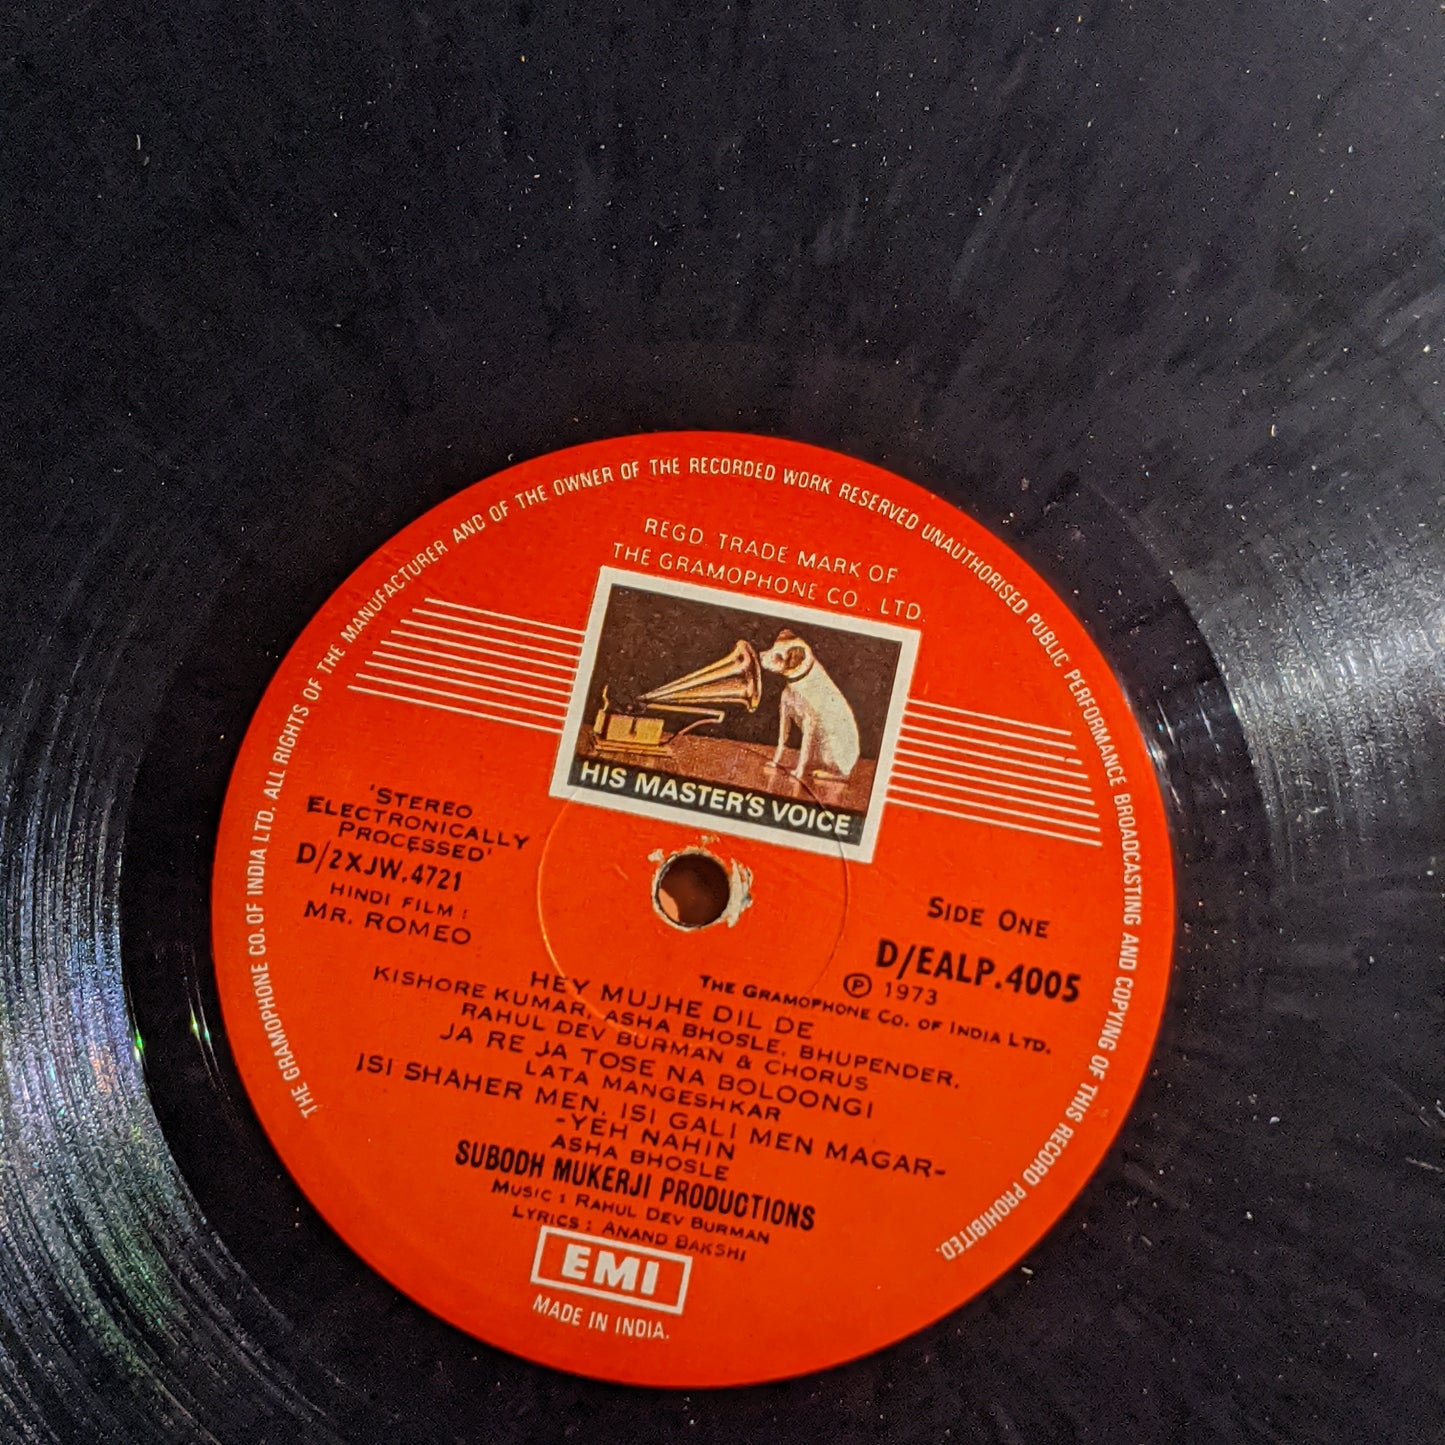 THE GRAMOPHONE CO. OF INDIA LTD. ALL RIGHTS OF THE MANUFACTURER AND OF THE OWNER OF THE RECORDED WORK RESERVED UNAUTHORISED PUBLIC PERFORMANCE BROADCASTING AND COPYING OF THIS RECORD PROHIBITED.
REGD TRADE MARK OF
THE GRAMOPHONE CO., LTD.
HIS MASTER'S VOICE
'STEREO
ELECTRONICALLY
PROCESSED'
D/2XJW.4721
HINDI FILM :
MR. ROMEO
SIDE ONE
D/EALP.4005
℗ 1973
THE GRAMOPHONE CO. OF INDIA LTD.
HEY MUJHE DIL DE
KISHORE KUMAR, ASHA BHOSLE, BHUPENDER,
RAHUL DEV BURMAN & CHORUS
JA RE JA TOSE NA BOLOONGI
LATA MANGESHKAR
ISI SHAHER MEN, ISI GALI MEN MAGAR-
-YEH NAHIN
ASHA BHOSLE
SUBODH MUKERJI PRODUCTIONS
MUSIC : RAHUL DEV BURMAN
LYRICS : ANAND BAKSHI
EMI
MADE IN INDIA.